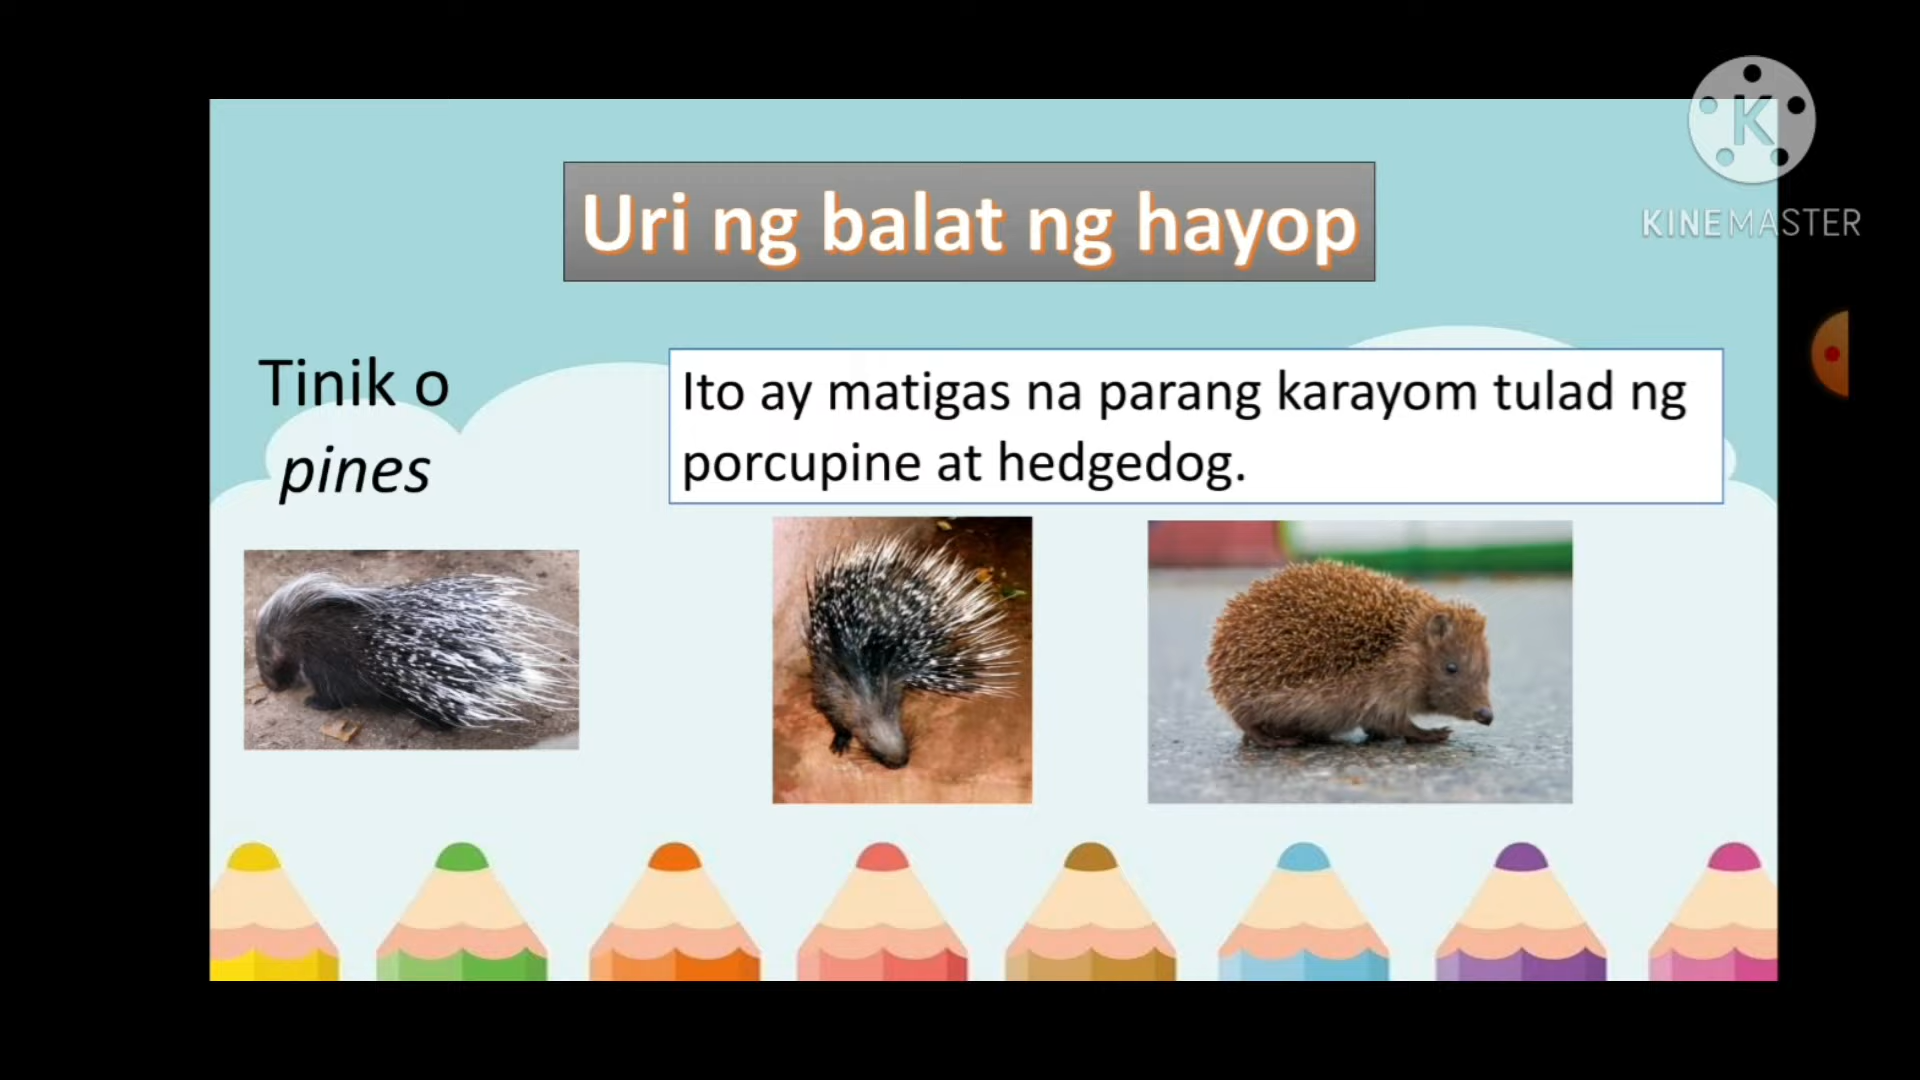 K
KINEMASTER
Uri ng balat ng hayop
Tinik o
pines
Ito ay matigas na parang karayom tulad ng
porcupine at hedgedog.